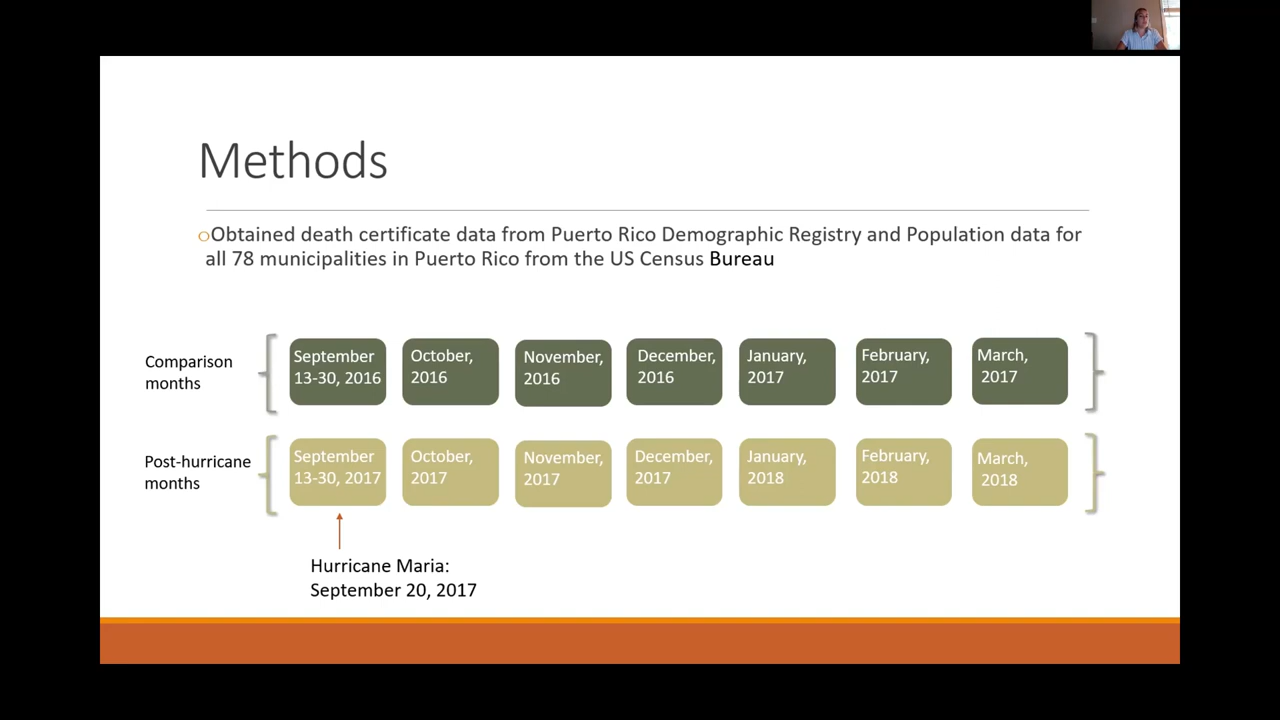 Methods
oObtained death certificate data from Puerto Rico Demographic Registry and Population data for
all 78 municipalities in Puerto Rico from the US Census Bureau
Comparison
months
September
13-30, 2016
October,
2016
November,
2016
December,
2016
January,
2017
February,
2017
March,
2017
Post-hurricane
months
September
13-30, 2017
October,
2017
November,
2017
December,
2017
January,
2018
February,
2018
March,
2018
Hurricane Maria:
September 20, 2017